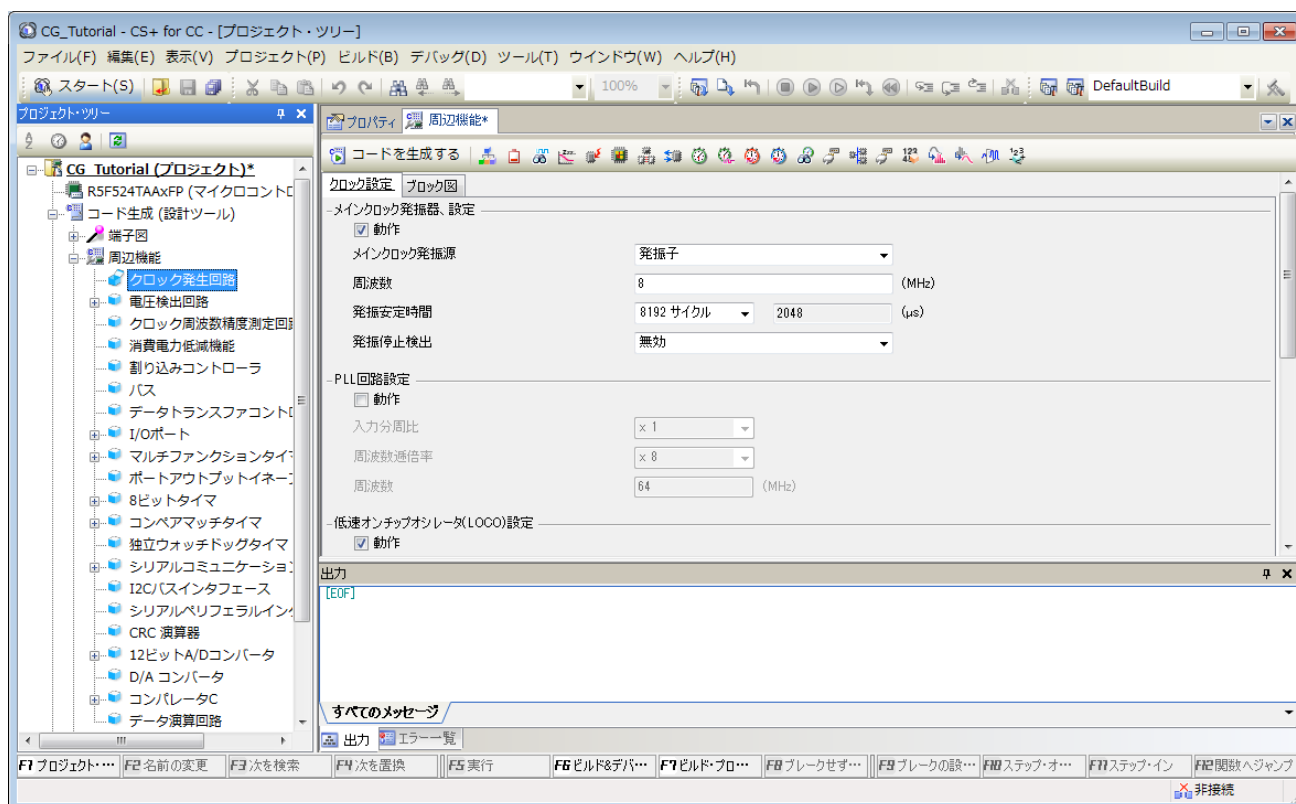 CG_Tutorial - CS+ for CC - [プロジェクト・ツリー]
ファイル(F) 編集(E) 表示(V) プロジェクト(P) ビルド(B) デバッグ(D) ツール(T) ウインドウ(W) ヘルプ(H)
スタート(S) 100% DefaultBuild
プロジェクト・ツリー
CG_Tutorial (プロジェクト)*
R5F524TAAxFP (マイクロコントロ
コード生成 (設計ツール)
端子図
周辺機能
クロック発生回路
電圧検出回路
クロック周波数精度測定回
消費電力低減機能
割り込みコントローラ
バス
データトランスファコントロ
I/Oポート
マルチファンクションタイ
ポートアウトプットイネー
8ビットタイマ
コンペアマッチタイマ
独立ウォッチドッグタイマ
シリアルコミュニケーショ
I2Cバスインタフェース
シリアルペリフェラルイン
CRC 演算器
12ビットA/Dコンバータ
D/A コンバータ
コンパレータC
データ演算回路
プロパティ 周辺機能*
コードを生成する
クロック設定 ブロック図
メインクロック発振器、設定
動作
メインクロック発振源 発振子
周波数 8 (MHz)
発振安定時間 8192 サイクル 2048 (μs)
発振停止検出 無効
PLL回路設定
動作
入力分周比 x 1
周波数逓倍率 x 8
周波数 64 (MHz)
低速オンチップオシレータ(LOCO)設定
動作
出力
[EOF]
すべてのメッセージ
出力 エラー一覧
F1 プロジェクト・… F2 名前の変更 F3 次を検索 F4 次を置換 F5 実行 F6 ビルド&デバ… F7 ビルド・プロ… F8 ブレークせず… F9 ブレークの設… F10 ステップ・オ… F11 ステップ・イン F12 関数へジャンプ
非接続